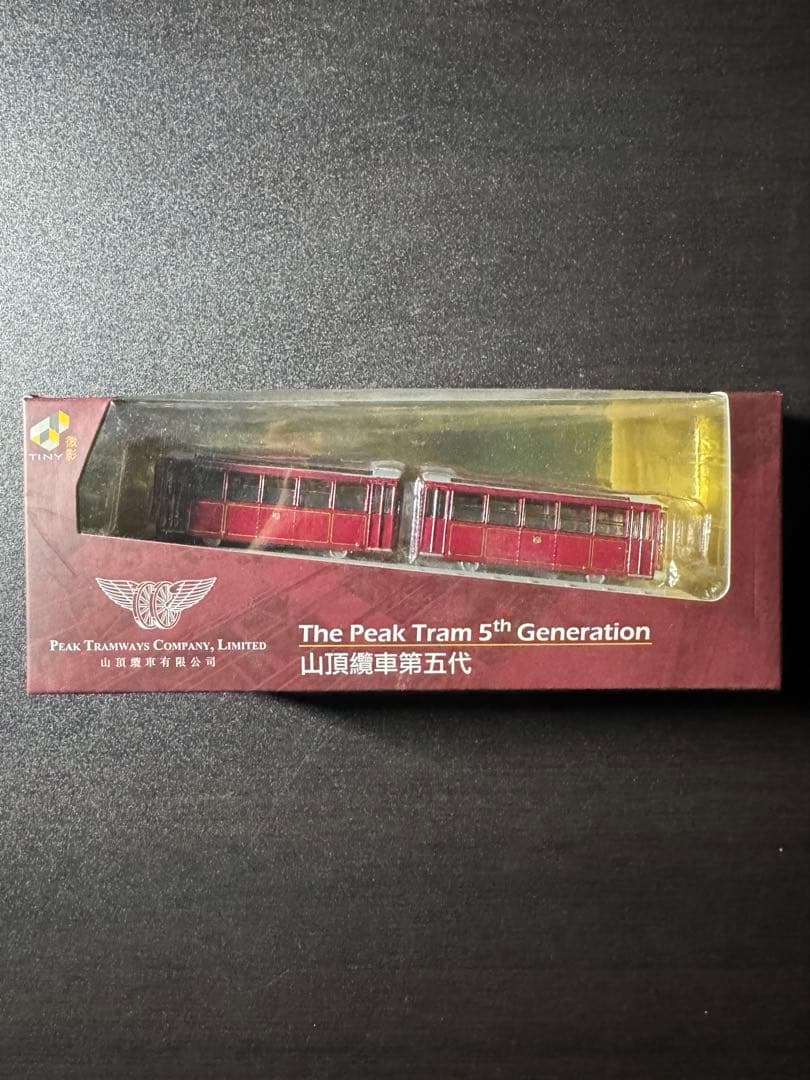 TINY 微影
PEAK TRAMWAYS COMPANY, LIMITED
山頂纜車有限公司
The Peak Tram 5th Generation
山頂纜車第五代